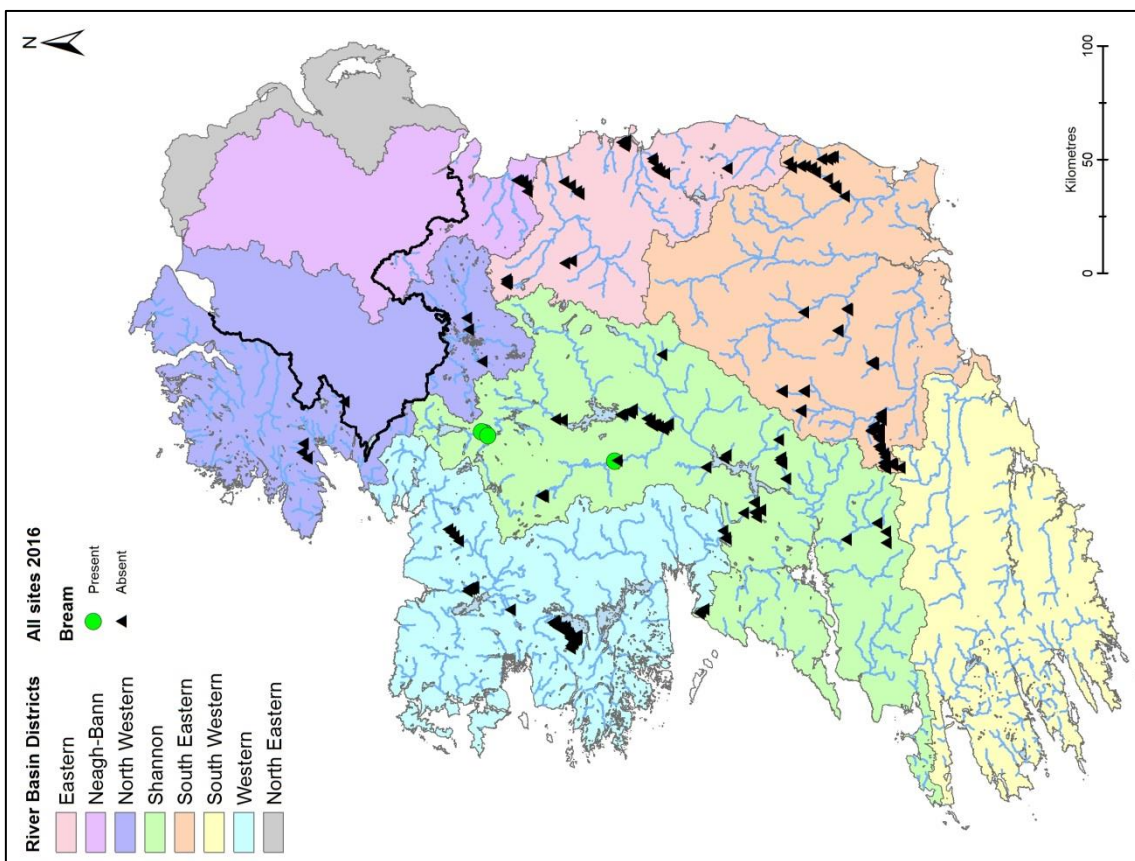 River Basin Districts
Eastern
Neagh-Bann
North Western
Shannon
South Eastern
South Western
Western
North Eastern
All sites 2016
Bream
Present
Absent
N
0 50 100
Kilometres